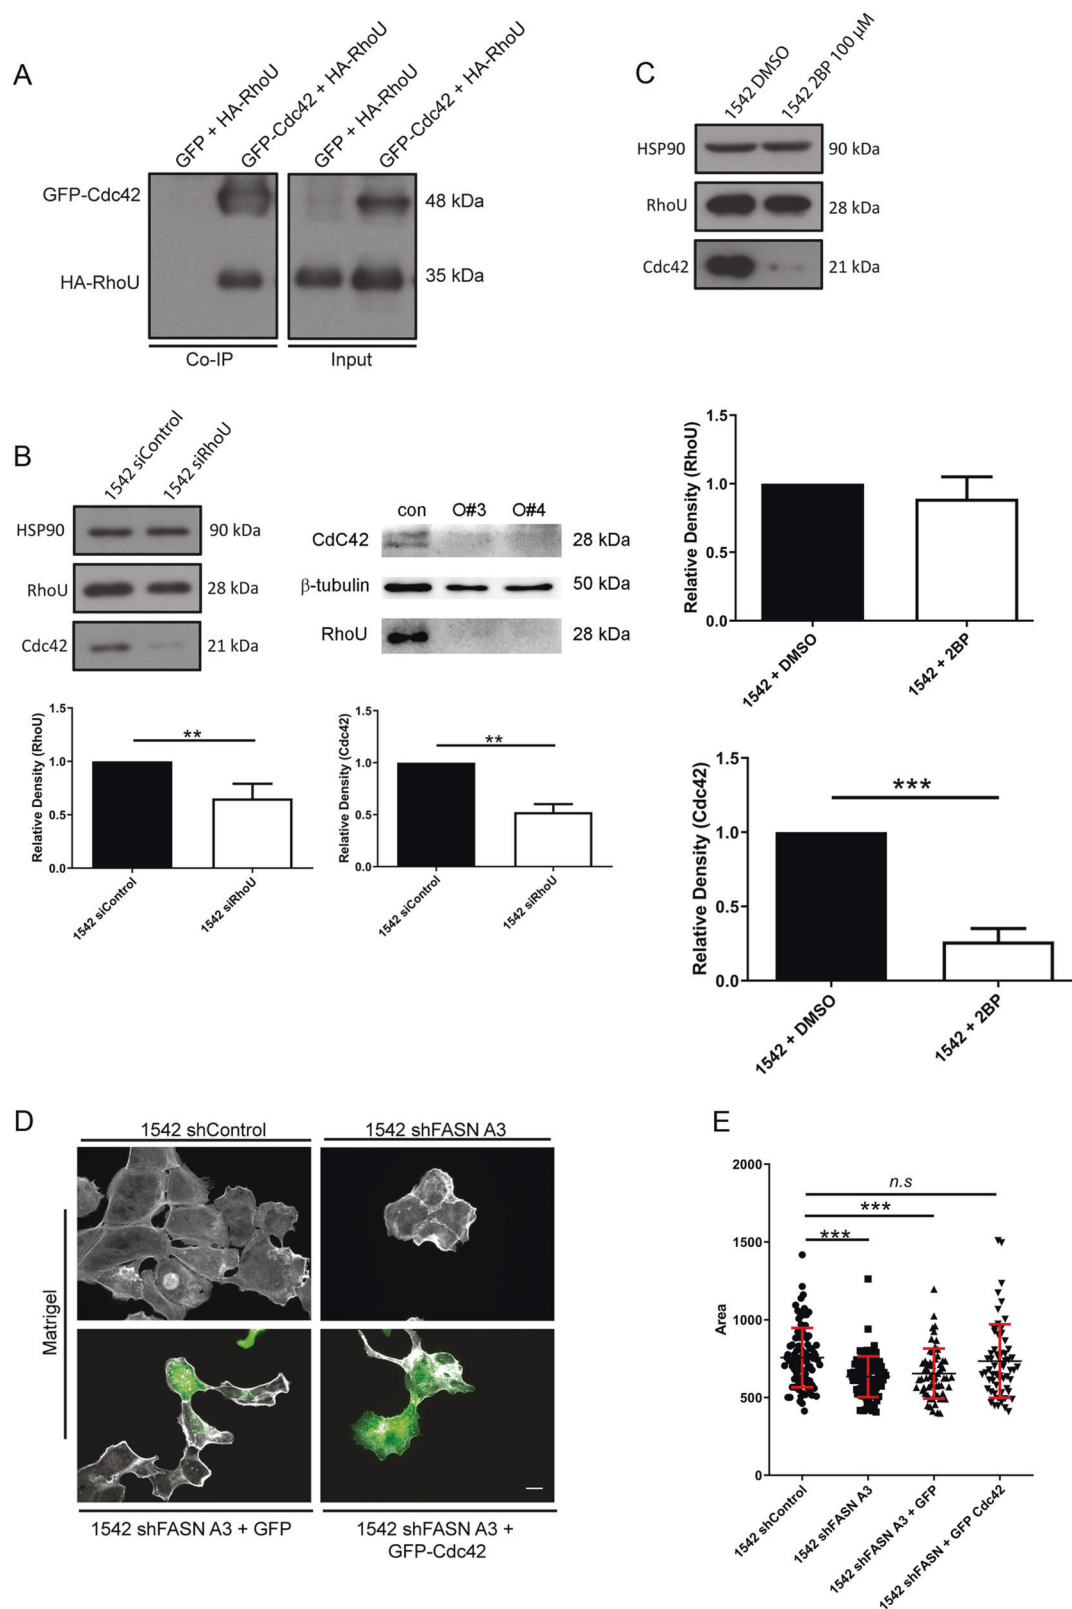 A
GFP + HA-RhoU
GFP-Cdc42 + HA-RhoU
GFP + HA-RhoU
GFP-Cdc42 + HA-RhoU
GFP-Cdc42
48 kDa
HA-RhoU
35 kDa
Co-IP
Input
C
1542 DMSO
1542 2BP 100 µM
HSP90
90 kDa
RhoU
28 kDa
Cdc42
21 kDa
B
1542 siControl
1542 siRhoU
HSP90
90 kDa
RhoU
28 kDa
Cdc42
21 kDa
con
O#3
O#4
CdC42
28 kDa
β-tubulin
50 kDa
RhoU
28 kDa
Relative Density (RhoU)
1.5
1.0
0.5
0.0
**
1542 siControl
1542 siRhoU
Relative Density (Cdc42)
1.5
1.0
0.5
0.0
**
1542 siControl
1542 siRhoU
Relative Density (RhoU)
1.5
1.0
0.5
0.0
1542 + DMSO
1542 + 2BP
Relative Density (Cdc42)
1.5
1.0
0.5
0.0
***
1542 + DMSO
1542 + 2BP
D
1542 shControl
1542 shFASN A3
Matrigel
1542 shFASN A3 + GFP
1542 shFASN A3 +
GFP-Cdc42
E
Area
2000
1500
1000
500
0
n.s
***
***
1542 shControl
1542 shFASN A3
1542 shFASN A3 + GFP
1542 shFASN + GFP Cdc42